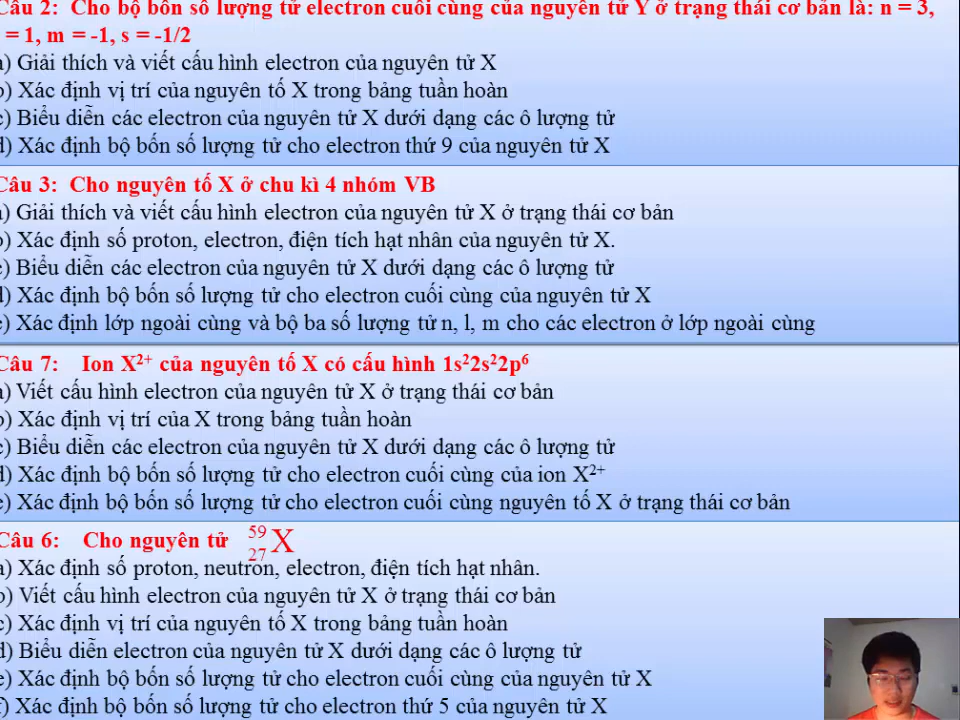 Câu 2: Cho bộ bốn số lượng tử electron cuối cùng của nguyên tử Y ở trạng thái cơ bản là: n = 3,
= 1, m = -1, s = -1/2
a) Giải thích và viết cấu hình electron của nguyên tử X
b) Xác định vị trí của nguyên tố X trong bảng tuần hoàn
c) Biểu diễn các electron của nguyên tử X dưới dạng các ô lượng tử
d) Xác định bộ bốn số lượng tử cho electron thứ 9 của nguyên tử X
Câu 3: Cho nguyên tố X ở chu kì 4 nhóm VB
a) Giải thích và viết cấu hình electron của nguyên tử X ở trạng thái cơ bản
b) Xác định số proton, electron, điện tích hạt nhân của nguyên tử X.
c) Biểu diễn các electron của nguyên tử X dưới dạng các ô lượng tử
d) Xác định bộ bốn số lượng tử cho electron cuối cùng của nguyên tử X
e) Xác định lớp ngoài cùng và bộ ba số lượng tử n, l, m cho các electron ở lớp ngoài cùng
Câu 7: Ion X²⁺ của nguyên tố X có cấu hình 1s²2s²2p⁶
a) Viết cấu hình electron của nguyên tử X ở trạng thái cơ bản
b) Xác định vị trí của X trong bảng tuần hoàn
c) Biểu diễn các electron của nguyên tử X dưới dạng các ô lượng tử
d) Xác định bộ bốn số lượng tử cho electron cuối cùng của ion X²⁺
e) Xác định bộ bốn số lượng tử cho electron cuối cùng nguyên tố X ở trạng thái cơ bản
Câu 6: Cho nguyên tử ⁵⁹₂₇X
a) Xác định số proton, neutron, electron, điện tích hạt nhân.
b) Viết cấu hình electron của nguyên tử X ở trạng thái cơ bản
c) Xác định vị trí của nguyên tố X trong bảng tuần hoàn
d) Biểu diễn electron của nguyên tử X dưới dạng các ô lượng tử
e) Xác định bộ bốn số lượng tử cho electron cuối cùng của nguyên tử X
f) Xác định bộ bốn số lượng tử cho electron thứ 5 của nguyên tử X